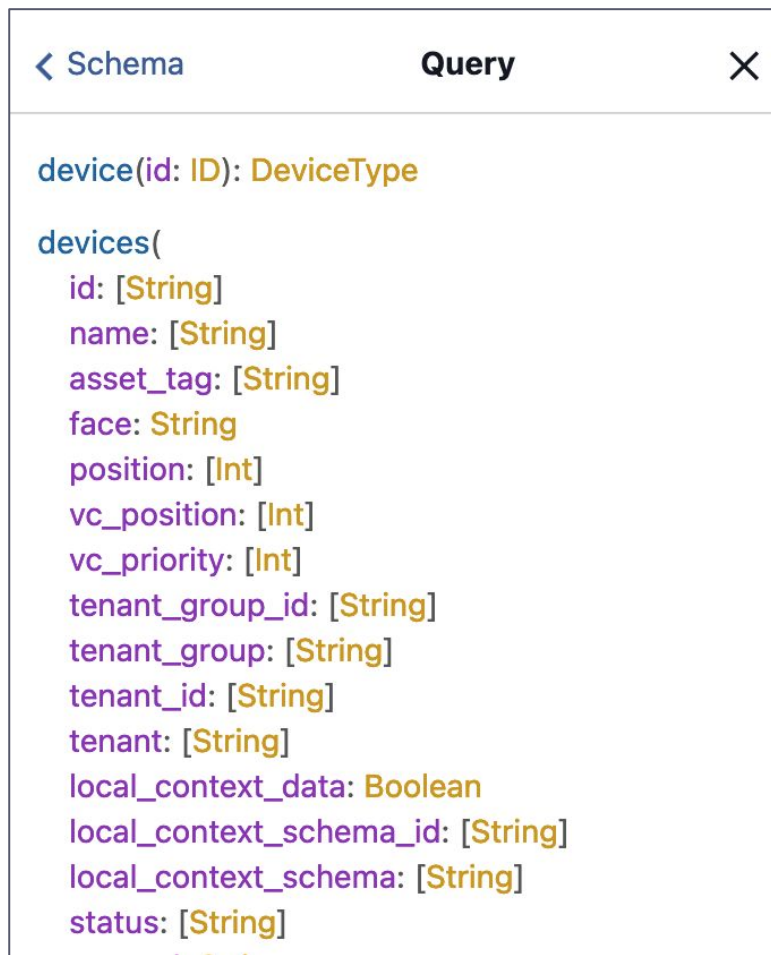 Schema Query
device(id: ID): DeviceType
devices(
id: [String]
name: [String]
asset_tag: [String]
face: String
position: [Int]
vc_position: [Int]
vc_priority: [Int]
tenant_group_id: [String]
tenant_group: [String]
tenant_id: [String]
tenant: [String]
local_context_data: Boolean
local_context_schema_id: [String]
local_context_schema: [String]
status: [String]